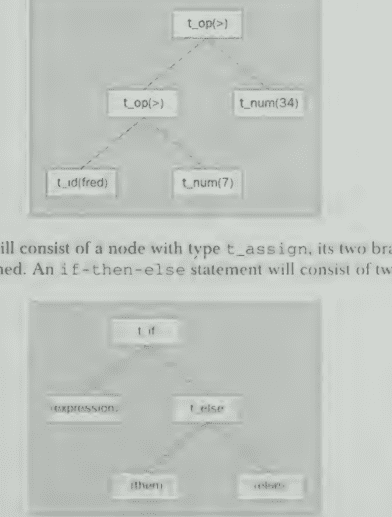 t_op(>)
t_op(>) t_num(34)
t_id(fred) t_num(7)
ill consist of a node with type t_assign, its two bra
ned. An if-then-else statement will consist of tw
t_if
(expression) t_else
(then) (else)